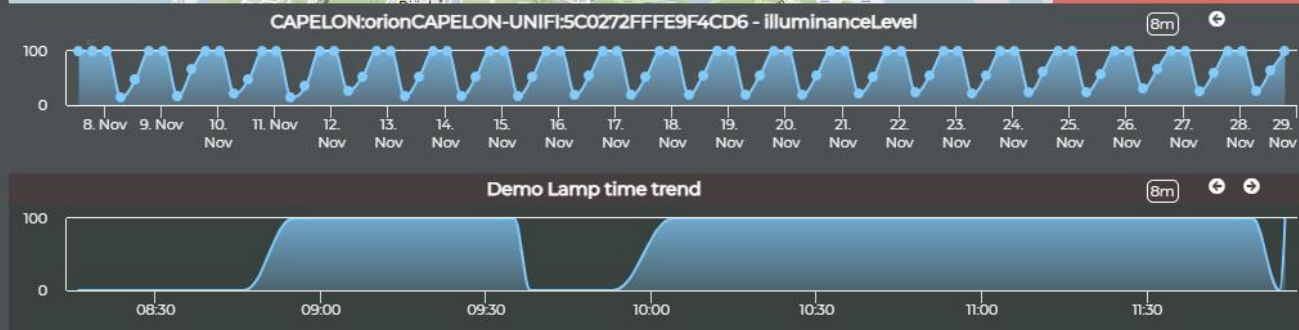 CAPELON:orionCAPELON-UNIFI:5C0272FFFE9F4CD6 - illuminanceLevel
8m
100
0
8. Nov 9. Nov 10. Nov 11. Nov 12. Nov 13. Nov 14. Nov 15. Nov 16. Nov 17. Nov 18. Nov 19. Nov 20. Nov 21. Nov 22. Nov 23. Nov 24. Nov 25. Nov 26. Nov 27. Nov 28. Nov 29. Nov
Demo Lamp time trend
8m
100
0
08:30 09:00 09:30 10:00 10:30 11:00 11:30